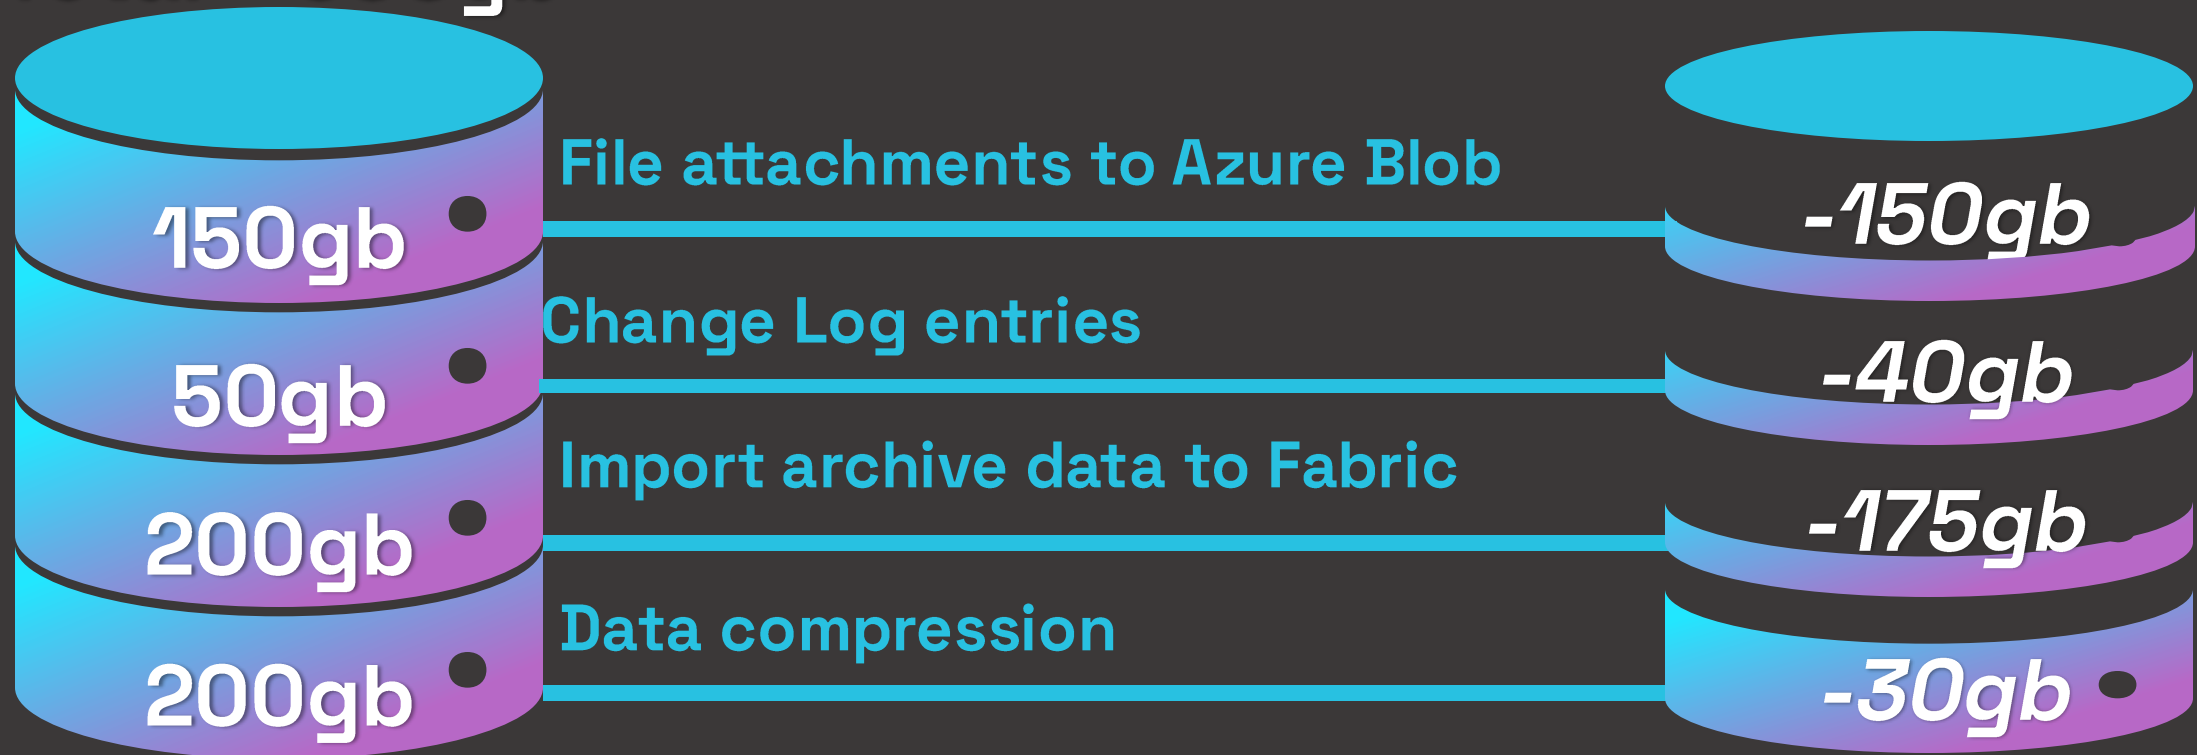 File attachments to Azure Blob
150gb
-150gb
Change Log entries
50gb
-40gb
Import archive data to Fabric
200gb
-175gb
Data compression
200gb
-30gb